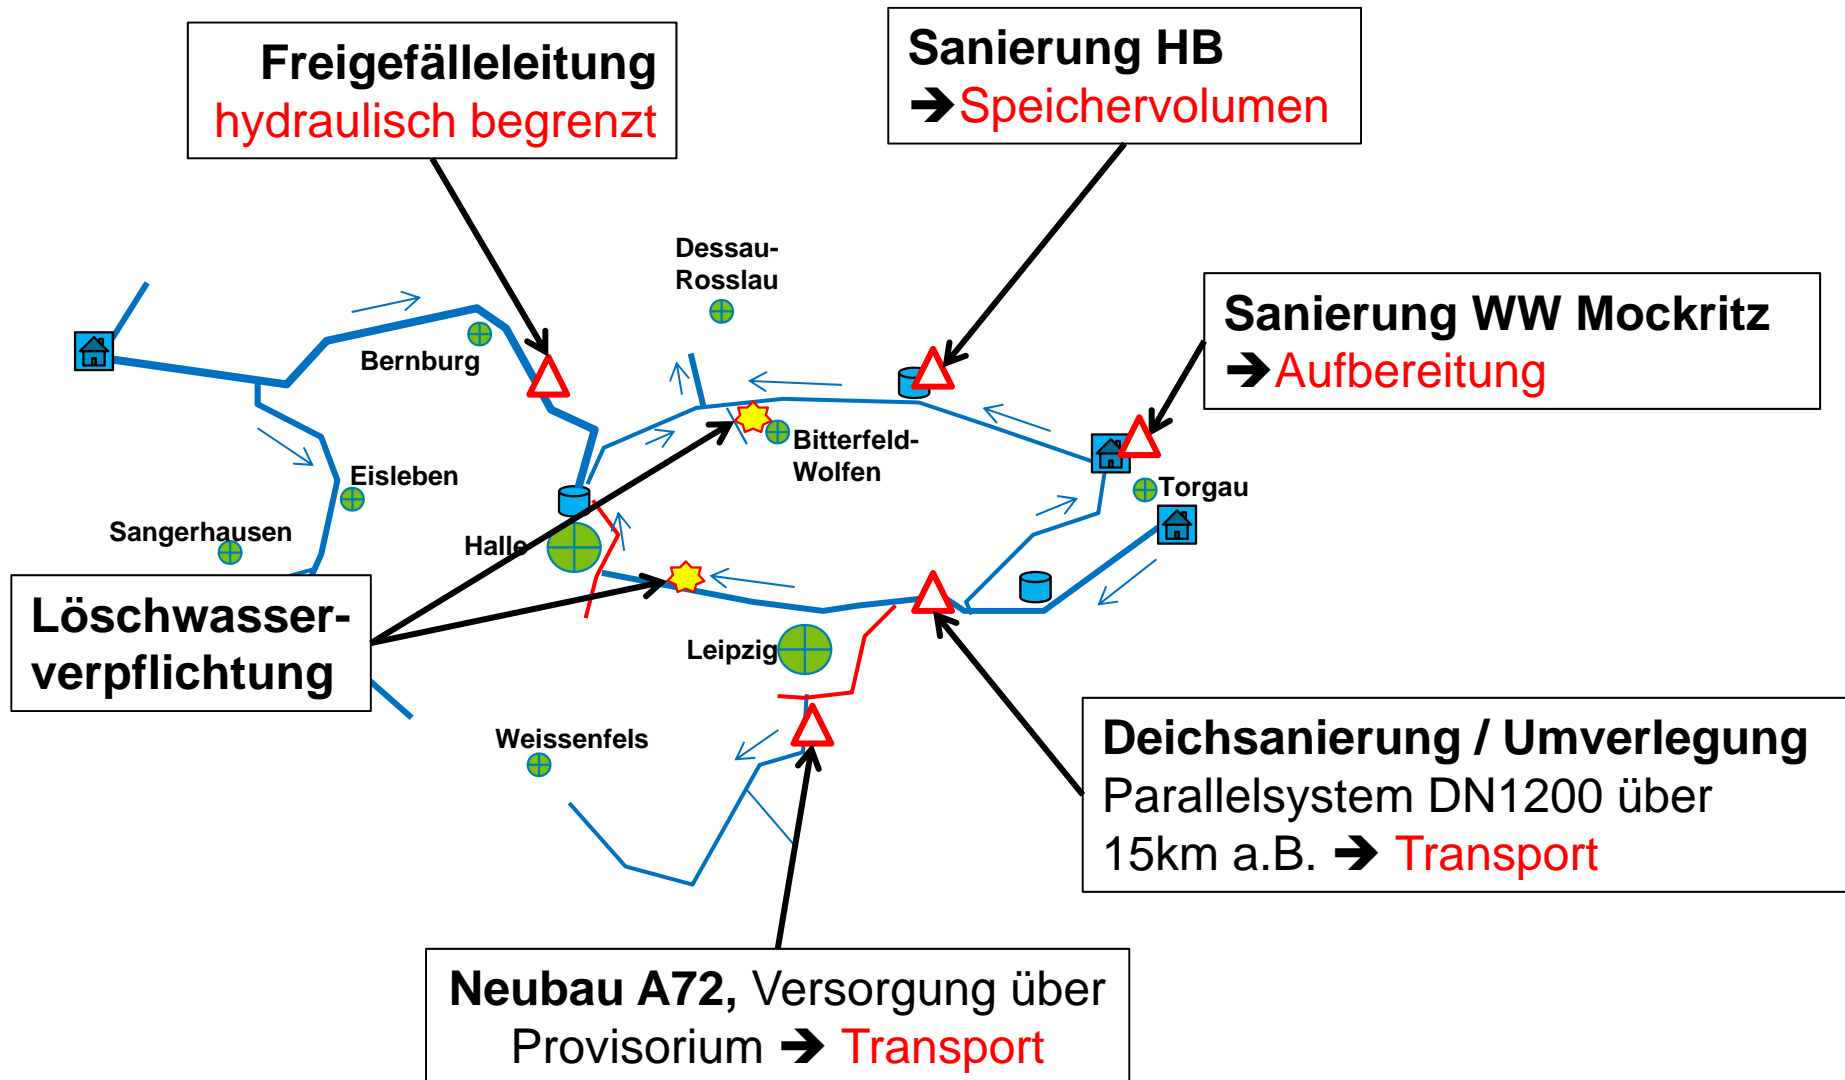 Freigefälleleitung
hydraulisch begrenzt
Sanierung HB
➔Speichervolumen
Dessau-
Rosslau
Sanierung WW Mockritz
➔Aufbereitung
Bernburg
Bitterfeld-
Wolfen
Eisleben
Torgau
Sangerhausen
Halle
Löschwasser-
verpflichtung
Leipzig
Weissenfels
Deichsanierung / Umverlegung
Parallelsystem DN1200 über
15km a.B. ➔ Transport
Neubau A72, Versorgung über
Provisorium ➔ Transport